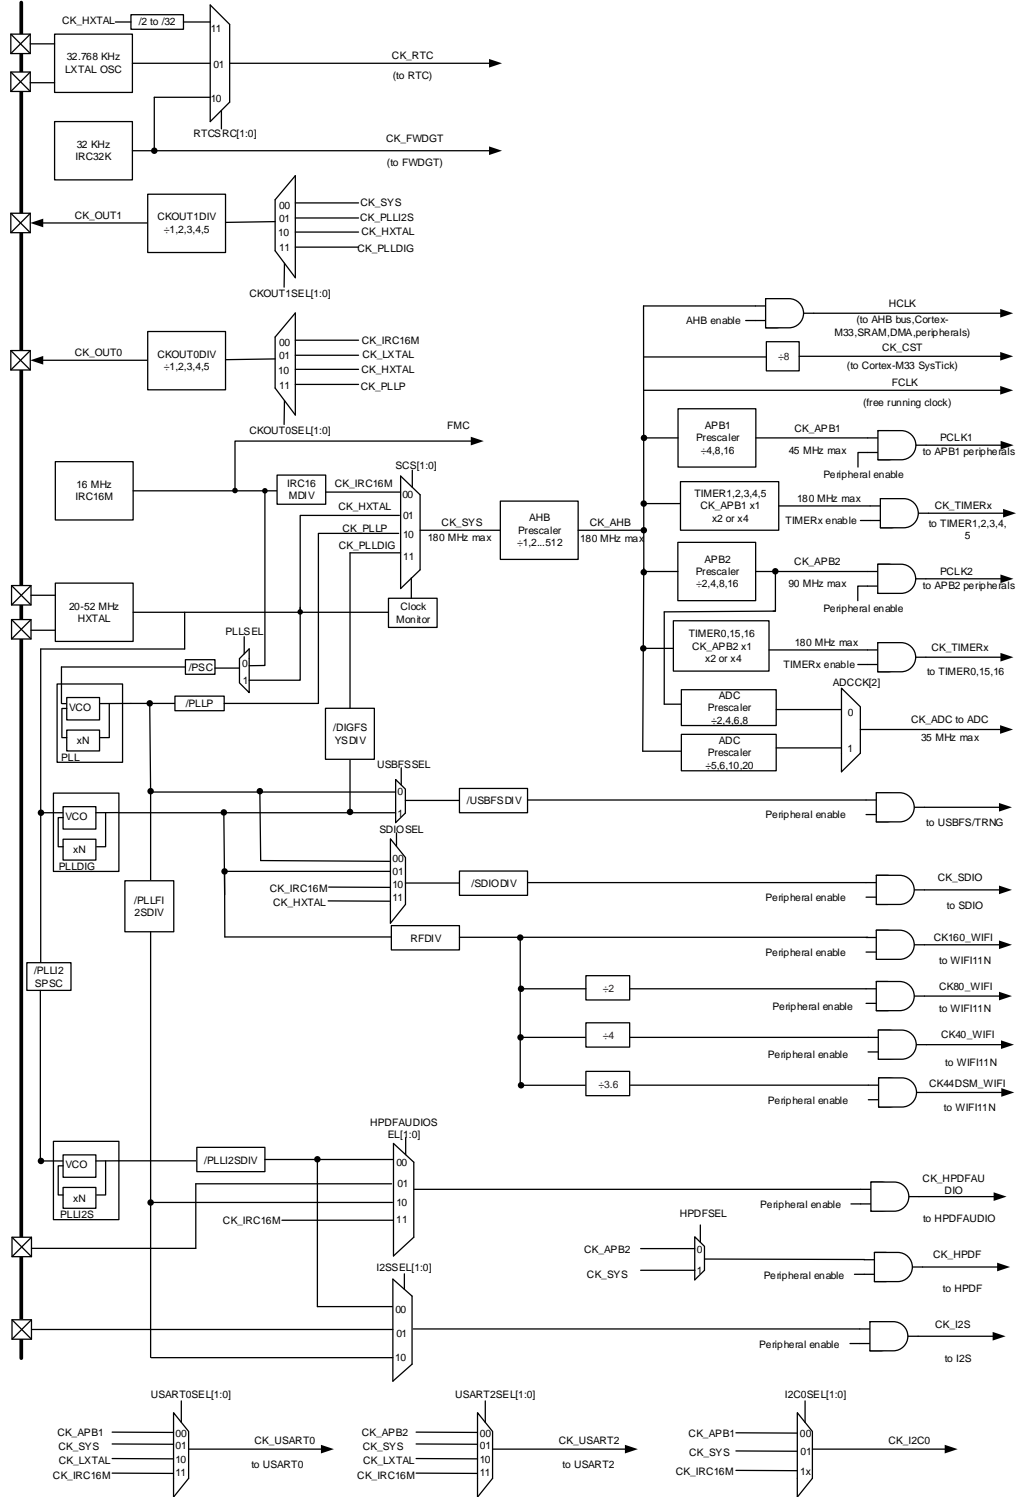 CK_HXTAL
/2 to /32
11
32.768 KHz
LXTAL OSC
01
CK_RTC
(to RTC)
10
RTCSRC[1:0]
32 KHz
IRC32K
CK_FWDGT
(to FWDGT)
CK_OUT1
CKOUT1DIV
÷1,2,3,4,5
00
01
10
11
CK_SYS
CK_PLLI2S
CK_HXTAL
CK_PLLDIG
CKOUT1SEL[1:0]
CK_OUT0
CKOUT0DIV
÷1,2,3,4,5
00
01
10
11
CK_IRC16M
CK_LXTAL
CK_HXTAL
CK_PLLP
CKOUT0SEL[1:0]
AHB enable
HCLK
(to AHB bus,Cortex-
M33,SRAM,DMA,peripherals)
÷8
CK_CST
(to Cortex-M33 SysTick)
FCLK
(free running clock)
FMC
16 MHz
IRC16M
IRC16
MDIV
SCS[1:0]
CK_IRC16M
CK_HXTAL
CK_PLLP
CK_PLLDIG
00
01
10
11
CK_SYS
180 MHz max
AHB
Prescaler
÷1,2...512
CK_AHB
180 MHz max
APB1
Prescaler
÷4,8,16
CK_APB1
45 MHz max
Peripheral enable
PCLK1
to APB1 peripherals
TIMER1,2,3,4,5
CK_APB1 x1
x2 or x4
180 MHz max
TIMERx enable
CK_TIMERx
to TIMER1,2,3,4,
5
APB2
Prescaler
÷2,4,8,16
CK_APB2
90 MHz max
Peripheral enable
PCLK2
to APB2 peripherals
20-52 MHz
HXTAL
Clock
Monitor
TIMER0,15,16
CK_APB2 x1
x2 or x4
180 MHz max
TIMERx enable
CK_TIMERx
to TIMER0,15,16
PLLSEL
0
1
/PSC
VCO
xN
PLL
/PLLP
/DIGFS
YSDIV
ADC
Prescaler
÷2,4,6,8
ADC
Prescaler
÷5,6,10,20
ADCCK[2]
0
1
CK_ADC to ADC
35 MHz max
USBFSSEL
0
1
/USBFSDIV
Peripheral enable
to USBFS/TRNG
VCO
xN
PLLDIG
SDIOSEL
00
01
10
11
CK_IRC16M
CK_HXTAL
/SDIODIV
Peripheral enable
CK_SDIO
to SDIO
/PLLFI
2SDIV
RFDIV
Peripheral enable
CK160_WIFI
to WIFI11N
/PLLI2
SPSC
÷2
Peripheral enable
CK80_WIFI
to WIFI11N
÷4
Peripheral enable
CK40_WIFI
to WIFI11N
÷3.6
Peripheral enable
CK44DSM_WIFI
to WIFI11N
HPDFAUDIOS
EL[1:0]
VCO
xN
PLLI2S
/PLLI2SDIV
00
01
10
11
CK_IRC16M
Peripheral enable
CK_HPDFAU
DIO
to HPDFAUDIO
HPDFSEL
CK_APB2
CK_SYS
0
1
Peripheral enable
CK_HPDF
to HPDF
I2SSEL[1:0]
00
01
10
Peripheral enable
CK_I2S
to I2S
USART0SEL[1:0]
CK_APB1
CK_SYS
CK_LXTAL
CK_IRC16M
00
01
10
11
CK_USART0
to USART0
USART2SEL[1:0]
CK_APB2
CK_SYS
CK_LXTAL
CK_IRC16M
00
01
10
11
CK_USART2
to USART2
I2C0SEL[1:0]
CK_APB1
CK_SYS
CK_IRC16M
00
01
1x
CK_I2C0